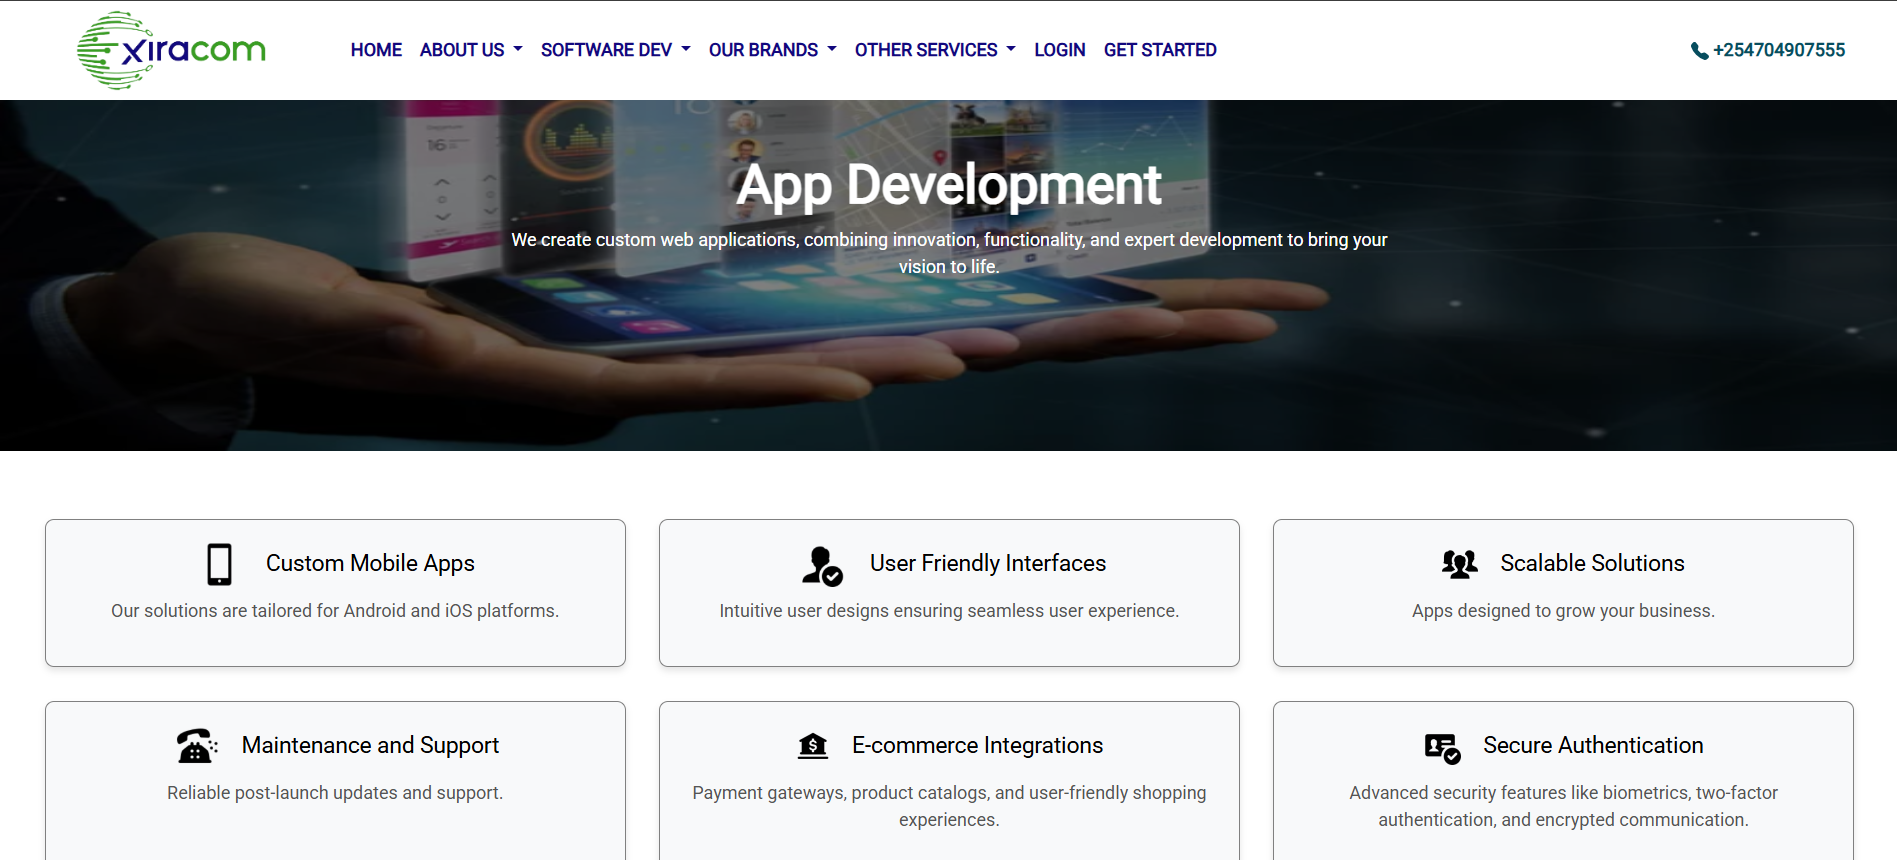 xiracom
HOME ABOUT US SOFTWARE DEV OUR BRANDS OTHER SERVICES LOGIN GET STARTED
+254704907555
16
App Development
We create custom web applications, combining innovation, functionality, and expert development to bring your
vision to life.
Custom Mobile Apps
Our solutions are tailored for Android and iOS platforms.
User Friendly Interfaces
Intuitive user designs ensuring seamless user experience.
Scalable Solutions
Apps designed to grow your business.
Maintenance and Support
Reliable post-launch updates and support.
E-commerce Integrations
Payment gateways, product catalogs, and user-friendly shopping
experiences.
Secure Authentication
Advanced security features like biometrics, two-factor
authentication, and encrypted communication.